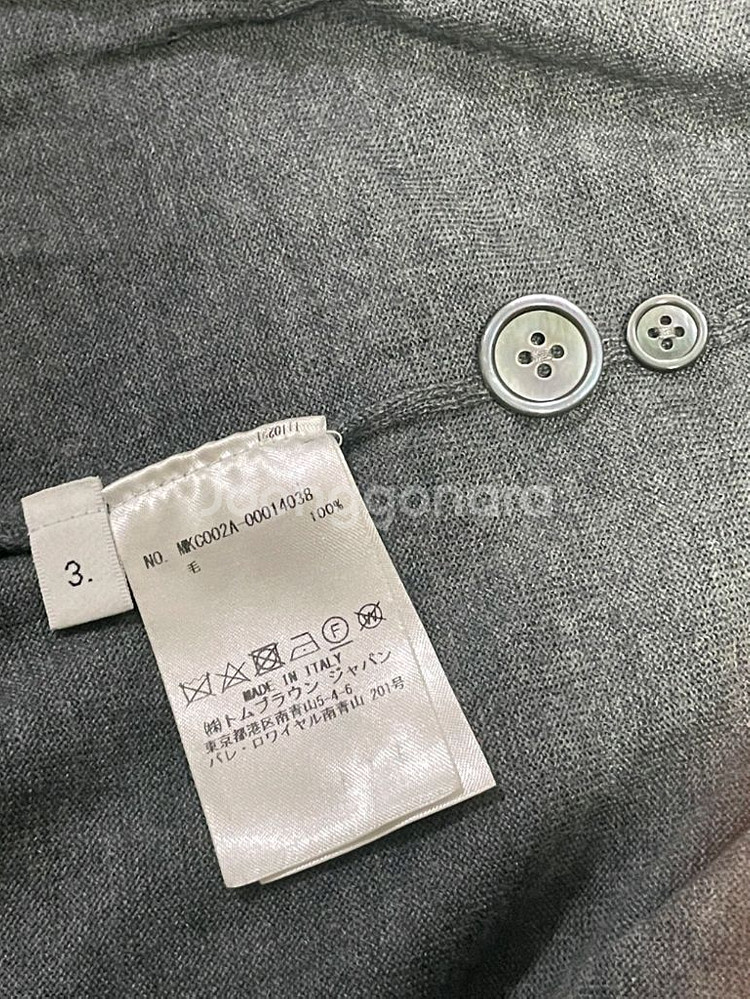 3.
NO. MKC002A-00014038
毛 100%
F W
MADE IN ITALY
㈱トムブラウン ジャパン
東京都港区南青山5-4-6
パレ・ロワイヤル南青山 201号